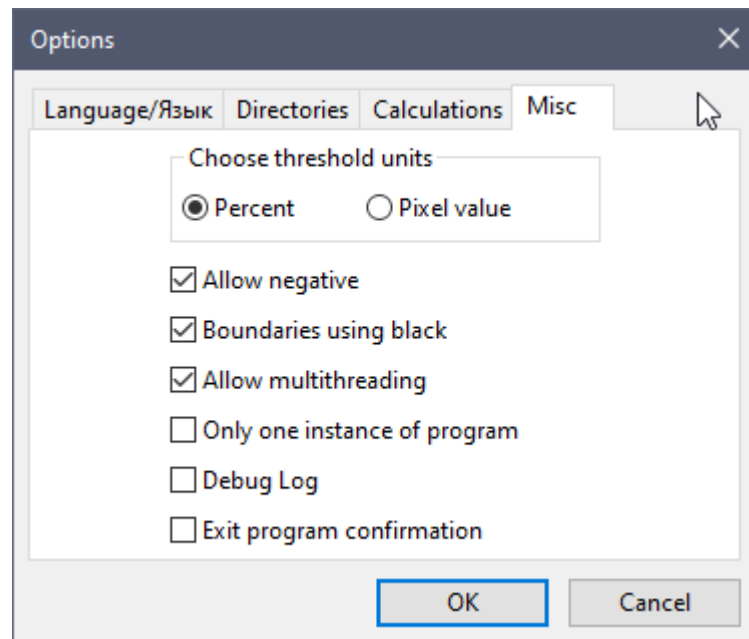 Options
Language/Язык Directories Calculations Misc
Choose threshold units
Percent Pixel value
Allow negative
Boundaries using black
Allow multithreading
Only one instance of program
Debug Log
Exit program confirmation
OK Cancel